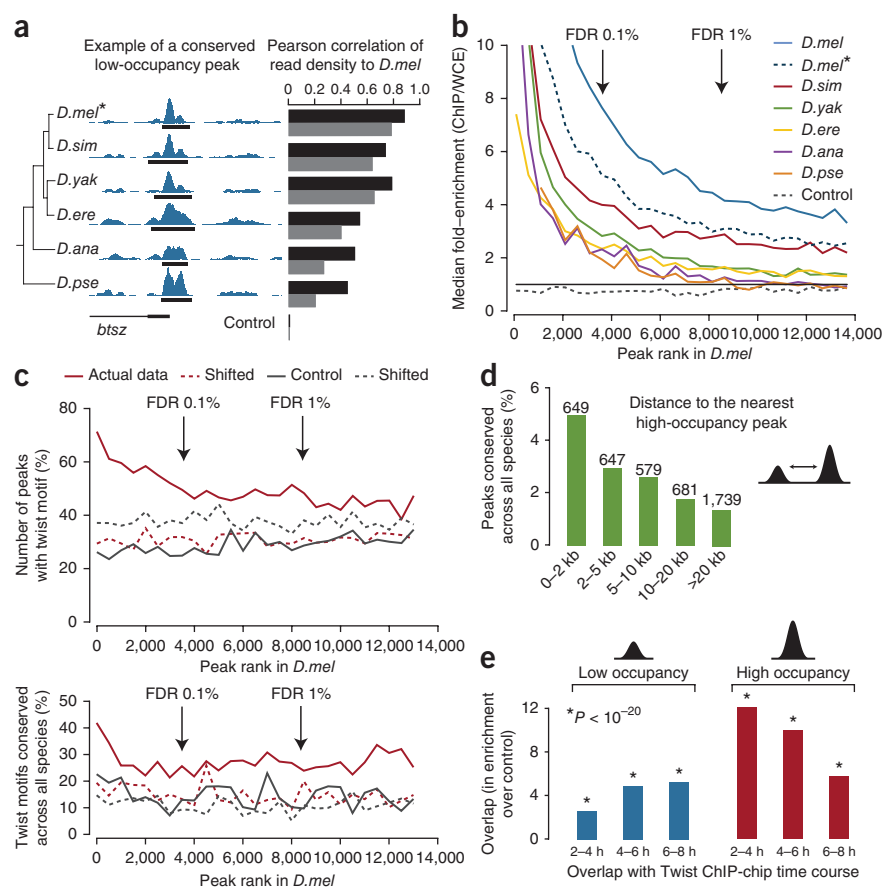 a
Example of a conserved
low-occupancy peak
Pearson correlation of
read density to D.mel
0 0.2 0.4 0.6 0.8 1.0
D.mel*
D.sim
D.yak
D.ere
D.ana
D.pse
btsz
Control
b
Median fold–enrichment (ChIP/WCE)
10
8
6
4
2
0
FDR 0.1%
FDR 1%
D.mel
D.mel*
D.sim
D.yak
D.ere
D.ana
D.pse
Control
0 2,000 4,000 6,000 8,000 10,000 12,000 14,000
Peak rank in D.mel
c
Actual data Shifted Control Shifted
Number of peaks
with twist motif (%)
80
60
40
20
0
FDR 0.1%
FDR 1%
0 2,000 4,000 6,000 8,000 10,000 12,000 14,000
Peak rank in D.mel
Twist motifs conserved
across all species (%)
50
40
30
20
10
0
FDR 0.1%
FDR 1%
0 2,000 4,000 6,000 8,000 10,000 12,000 14,000
Peak rank in D.mel
d
Peaks conserved
across all species (%)
6
4
2
0
Distance to the nearest
high-occupancy peak
649
647
579
681
1,739
0–2 kb
2–5 kb
5–10 kb
10–20 kb
>20 kb
e
Low occupancy
High occupancy
Overlap (in enrichment
over control)
12
8
4
0
*P < 10–20
* * * * * *
2–4 h 4–6 h 6–8 h 2–4 h 4–6 h 6–8 h
Overlap with Twist ChIP-chip time course